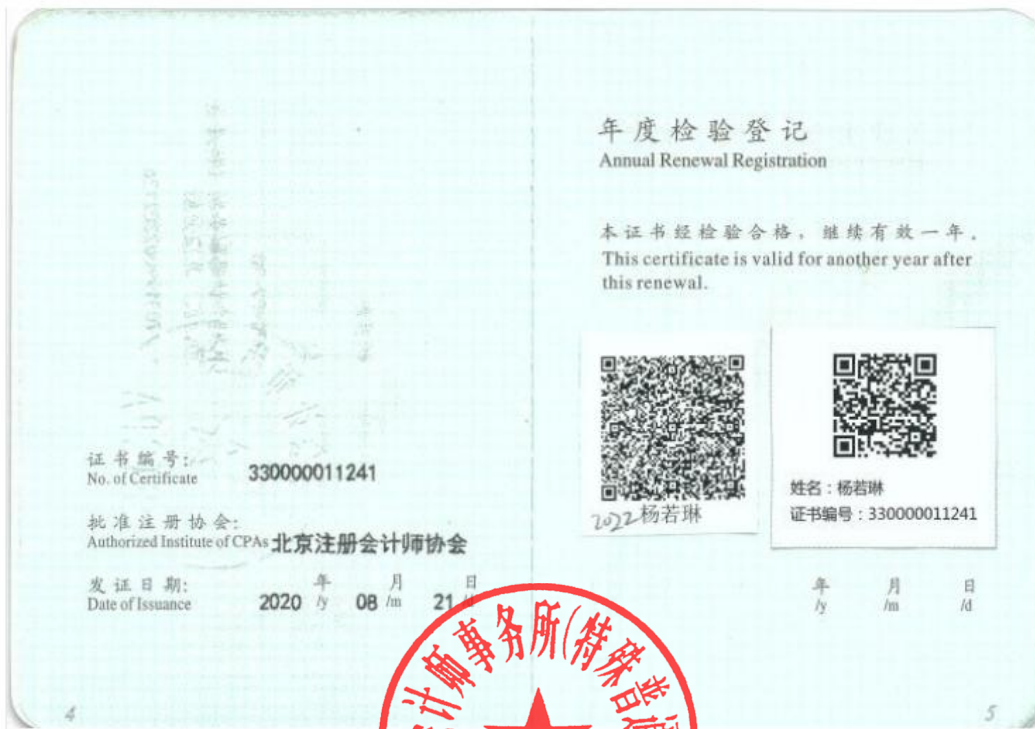 证书编号:
No. of Certificate
330000011241
批准注册协会:
Authorized Institute of CPAs 北京注册会计师协会
发证日期:
Date of Issuance
2020 年 /y 08 月 /m 21 日 /d
4
年度检验登记
Annual Renewal Registration
本证书经检验合格，继续有效一年。
This certificate is valid for another year after
this renewal.
2022 杨若琳
姓名：杨若琳
证书编号：330000011241
年 月 日
/y /m /d
5
计师事务所(特殊普通